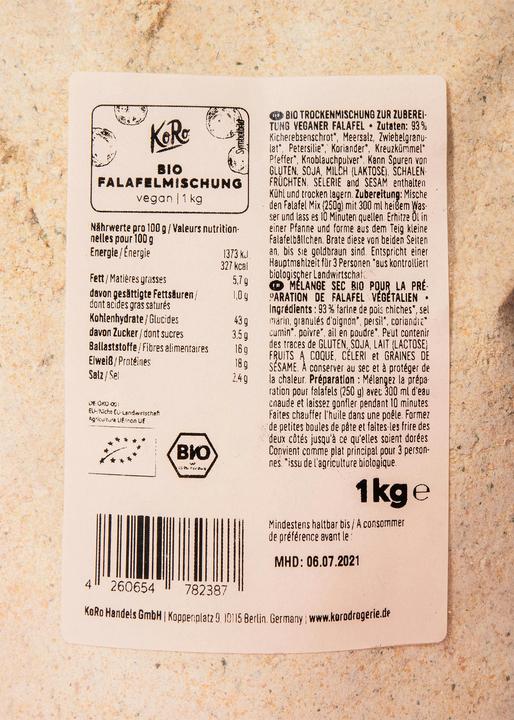 KoRo
Symbolbild
BIO
FALAFELMISCHUNG
vegan | 1 kg
Nährwerte pro 100 g / Valeurs nutrition-
nelles pour 100 g
Energie / Énergie 1373 kJ
327 kcal
Fett / Matières grasses 5,7 g
davon gesättigte Fettsäuren / 1,0 g
dont acides gras saturés
Kohlenhydrate / Glucides 43 g
davon Zucker / dont sucres 3,5 g
Ballaststoffe / Fibres alimentaires 16 g
Eiweiß / Protéines 18 g
Salz / Sel 2,4 g
EU-/Nicht-EU-Landwirtschaft
Agriculture UE/non UE
BIO
4 260654 782387
BIO TROCKENMISCHUNG ZUR ZUBEREI-
TUNG VEGANER FALAFEL • Zutaten: 93%
Kichererbsenschrot*, Meersalz, Zwiebelgranu-
lat*, Petersilie*, Koriander*, Kreuzkümmel*
Pfeffer*, Knoblauchpulver*. Kann Spuren von
GLUTEN, SOJA, MILCH (LAKTOSE), SCHALEN-
FRÜCHTEN, SELLERIE and SESAM enthalten
Kühl und trocken lagern. Zubereitung: Mische
den Falafel Mix (250g) mit 300 ml heißem Was-
ser und lass es 10 Minuten quellen. Erhitze Öl in
einer Pfanne und forme aus dem Teig kleine
Falafelbällchen. Brate diese von beiden Seiten
an, bis sie goldbraun sind. Entspricht einer
Hauptmahlzeit für 3 Personen *aus kontrolliert
biologischer Landwirtschaft
MÉLANGE SEC BIO POUR LA PRÉ-
PARATION DE FALAFEL VÉGÉTALIEN •
Ingrédients : 93 % farine de pois chiches*, sel
marin, granulés d'oignon*, persil*, coriandre*
cumin*, poivre*, ail en poudre*. Peut contenir
des traces de GLUTEN, SOJA, LAIT (LACTOSE)
FRUITS À COQUE, CÉLERI et GRAINES DE
SÉSAME. À conserver au sec et à protéger de
la chaleur. Préparation : Mélangez la prépa-
ration pour falafels (250 g) avec 300 ml d'eau
chaude et laissez gonfler pendant 10 minutes.
Faites chauffer l'huile dans une poêle. Formez
de petites boules de pâte et faites-les frire des
deux côtés jusqu'à ce qu'elles soient dorées.
Convient comme plat principal pour 3 person-
nes. *issu de l'agriculture biologique.
1kg e
Mindestens haltbar bis / A consommer
de préférence avant le :
MHD: 06.07.2021
KoRo Handels GmbH | Koppenplatz 9, 10115 Berlin, Germany | www.korodrogerie.de